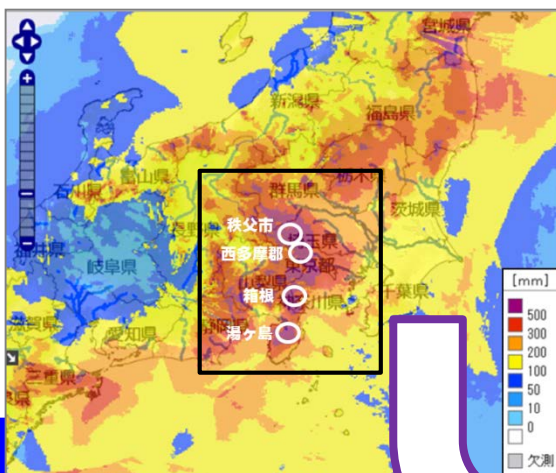 宮城県
新潟県
福島県
富山県
石川県
栃木県
群馬県
茨城県
長野県
秩父市
玉県
西多摩郡
東京都
福井県
岐阜県
山梨県
箱根
奈川県
千葉県
[mm]
500
300
200
100
50
10
0
欠測
滋賀県
愛知県
静岡県
湯ヶ島
三重県